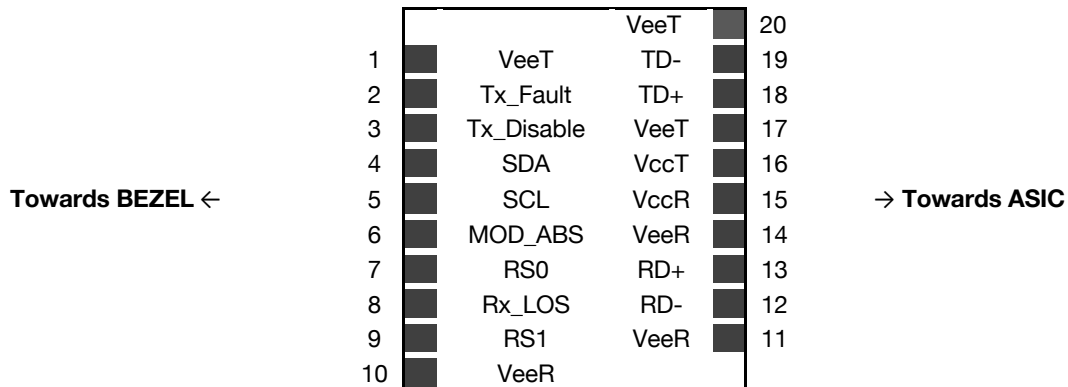 VeeT 20
1 VeeT TD- 19
2 Tx_Fault TD+ 18
3 Tx_Disable VeeT 17
4 SDA VccT 16
Towards BEZEL ← 5 SCL VccR 15 → Towards ASIC
6 MOD_ABS VeeR 14
7 RS0 RD+ 13
8 Rx_LOS RD- 12
9 RS1 VeeR 11
10 VeeR